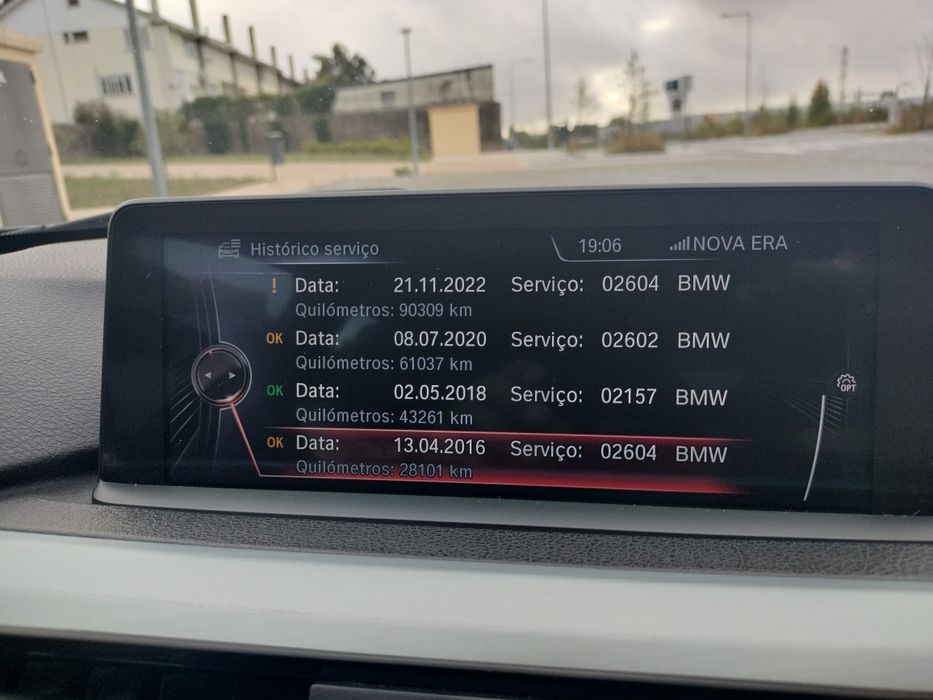 Histórico serviço 19:06 NOVA ERA
! Data: 21.11.2022 Serviço: 02604 BMW
Quilómetros: 90309 km
OK Data: 08.07.2020 Serviço: 02602 BMW
Quilómetros: 61037 km
OK Data: 02.05.2018 Serviço: 02157 BMW
Quilómetros: 43261 km
OPT
OK Data: 13.04.2016 Serviço: 02604 BMW
Quilómetros: 28101 km